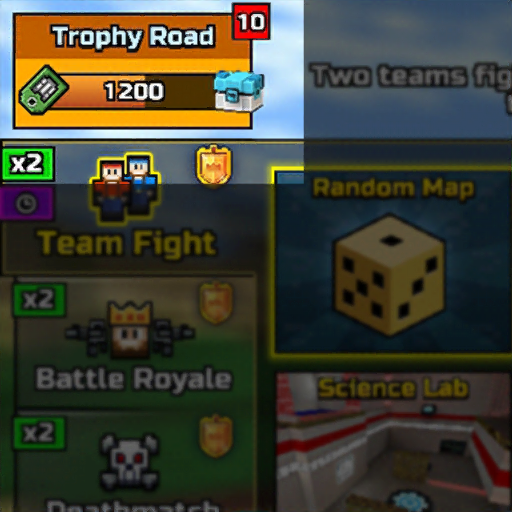 Trophy Road
10
1200
Two teams fig
x2
Random Map
Team Fight
x2
Battle Royale
Science Lab
x2
Deathmatch